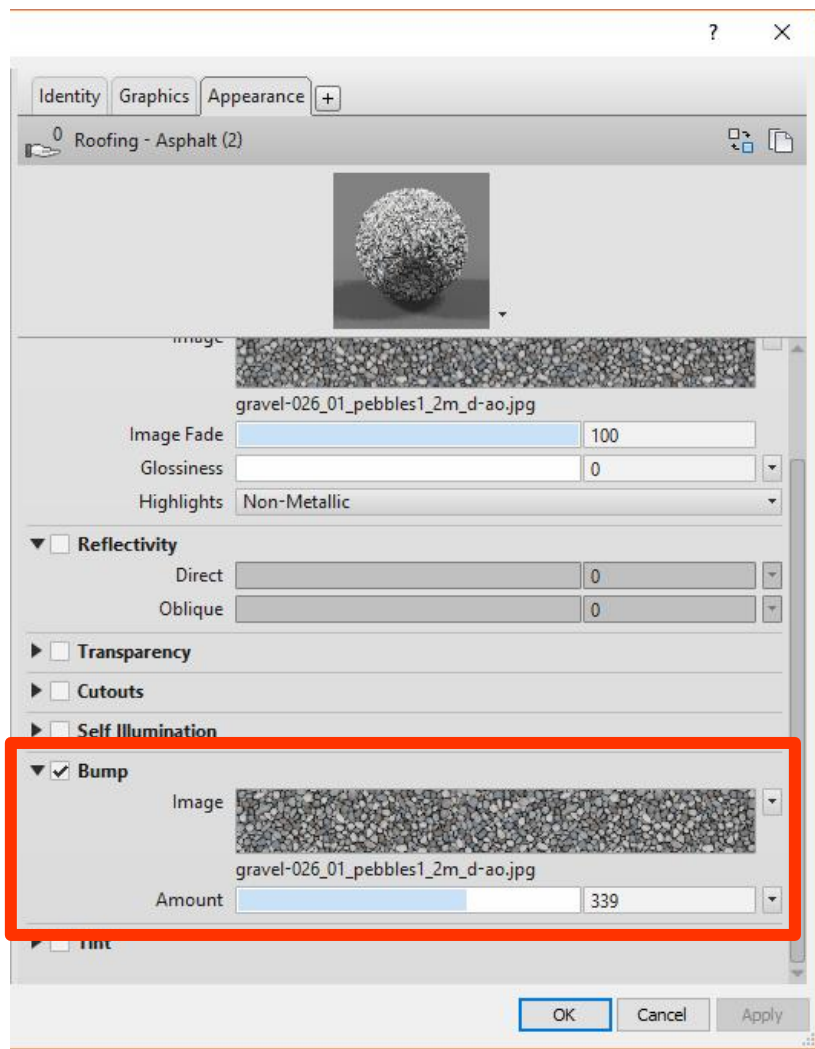 ?
Identity Graphics Appearance +
0 Roofing - Asphalt (2)
Image
gravel-026_01_pebbles1_2m_d-ao.jpg
Image Fade 100
Glossiness 0
Highlights Non-Metallic
Reflectivity
Direct 0
Oblique 0
Transparency
Cutouts
Self Illumination
Bump
Image
gravel-026_01_pebbles1_2m_d-ao.jpg
Amount 339
Tint
OK Cancel Apply